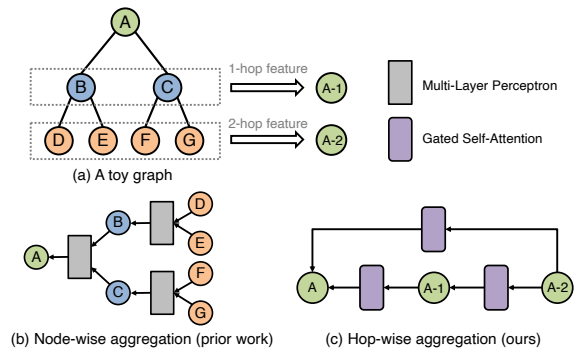 A
1-hop feature
B
C
A-1
Multi-Layer Perceptron
2-hop feature
D
E
F
G
A-2
Gated Self-Attention
(a) A toy graph
D
B
E
A
F
C
G
A
A-1
A-2
(b) Node-wise aggregation (prior work)
(c) Hop-wise aggregation (ours)